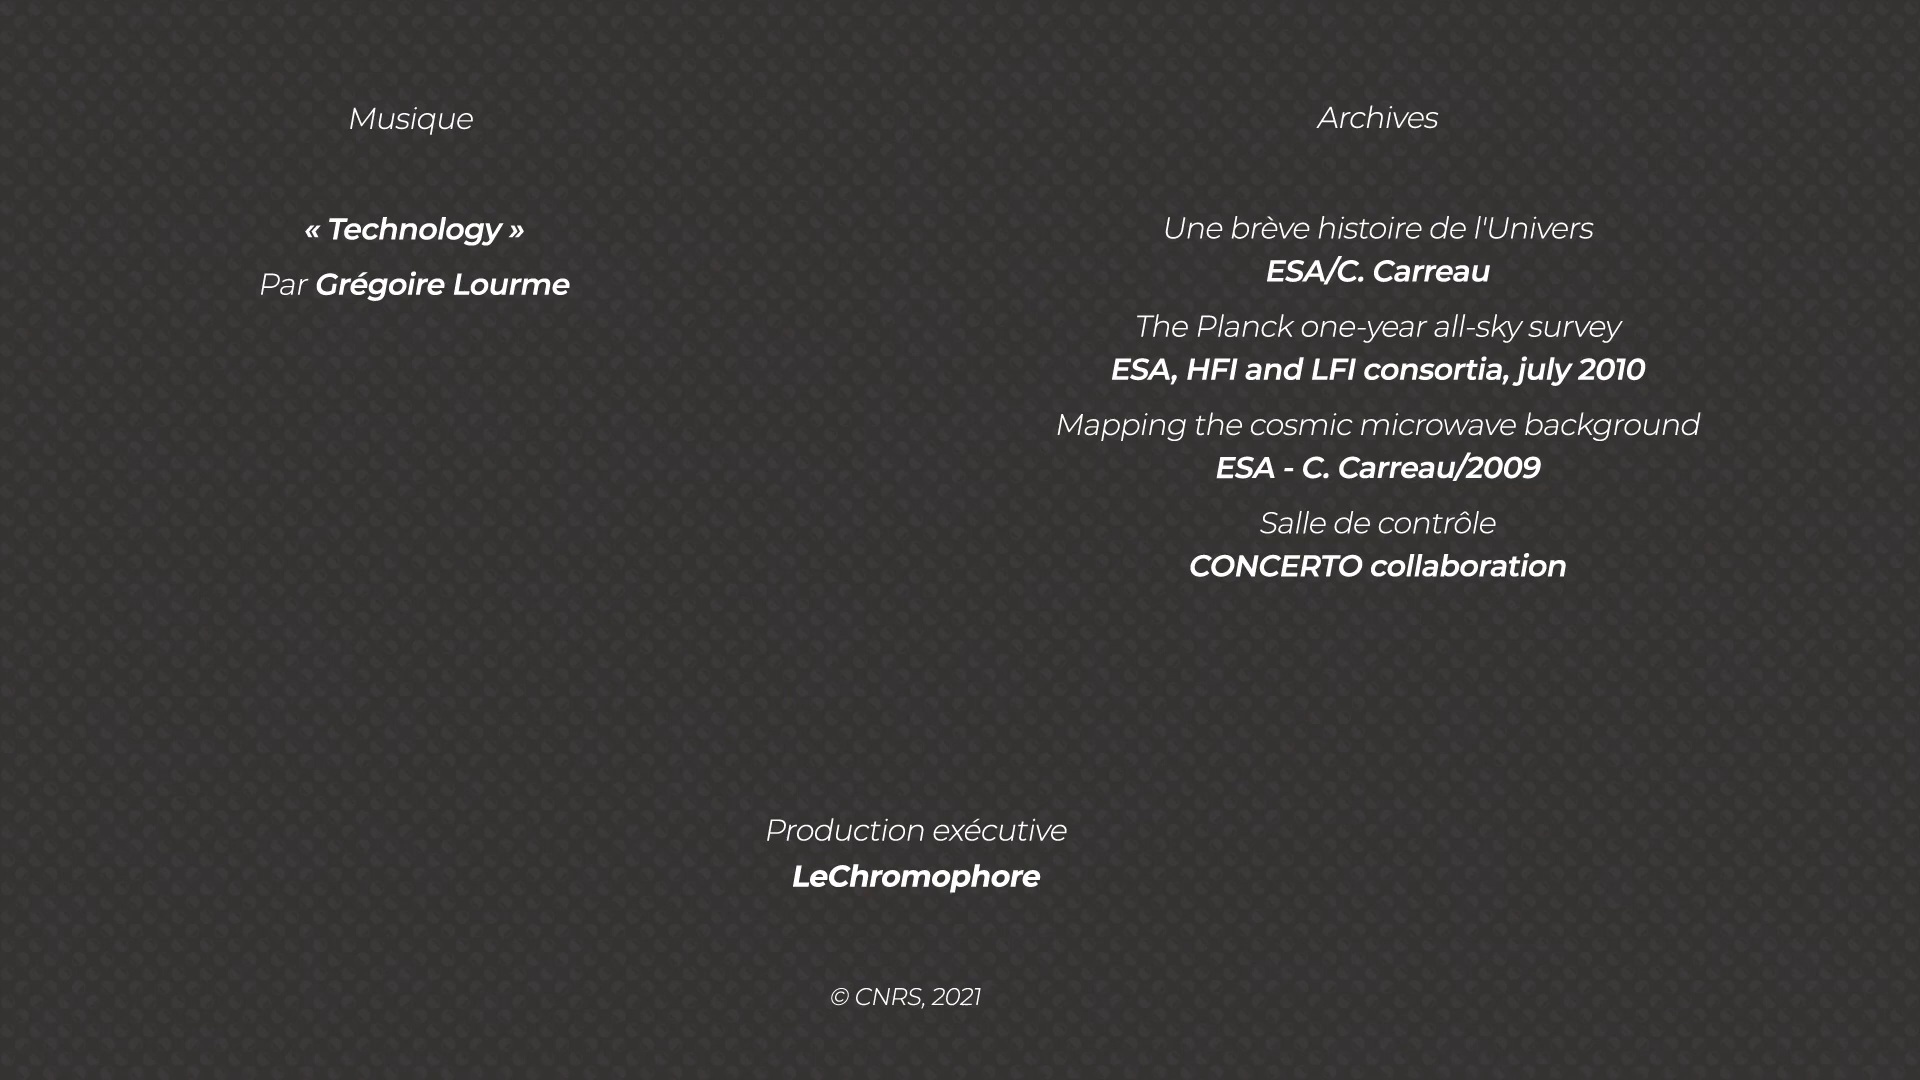 Musique
« Technology »
Par Grégoire Lourme
Archives
Une brève histoire de l'Univers
ESA/C. Carreau
The Planck one-year all-sky survey
ESA, HFI and LFI consortia, july 2010
Mapping the cosmic microwave background
ESA - C. Carreau/2009
Salle de contrôle
CONCERTO collaboration
Production exécutive
LeChromophore
© CNRS, 2021